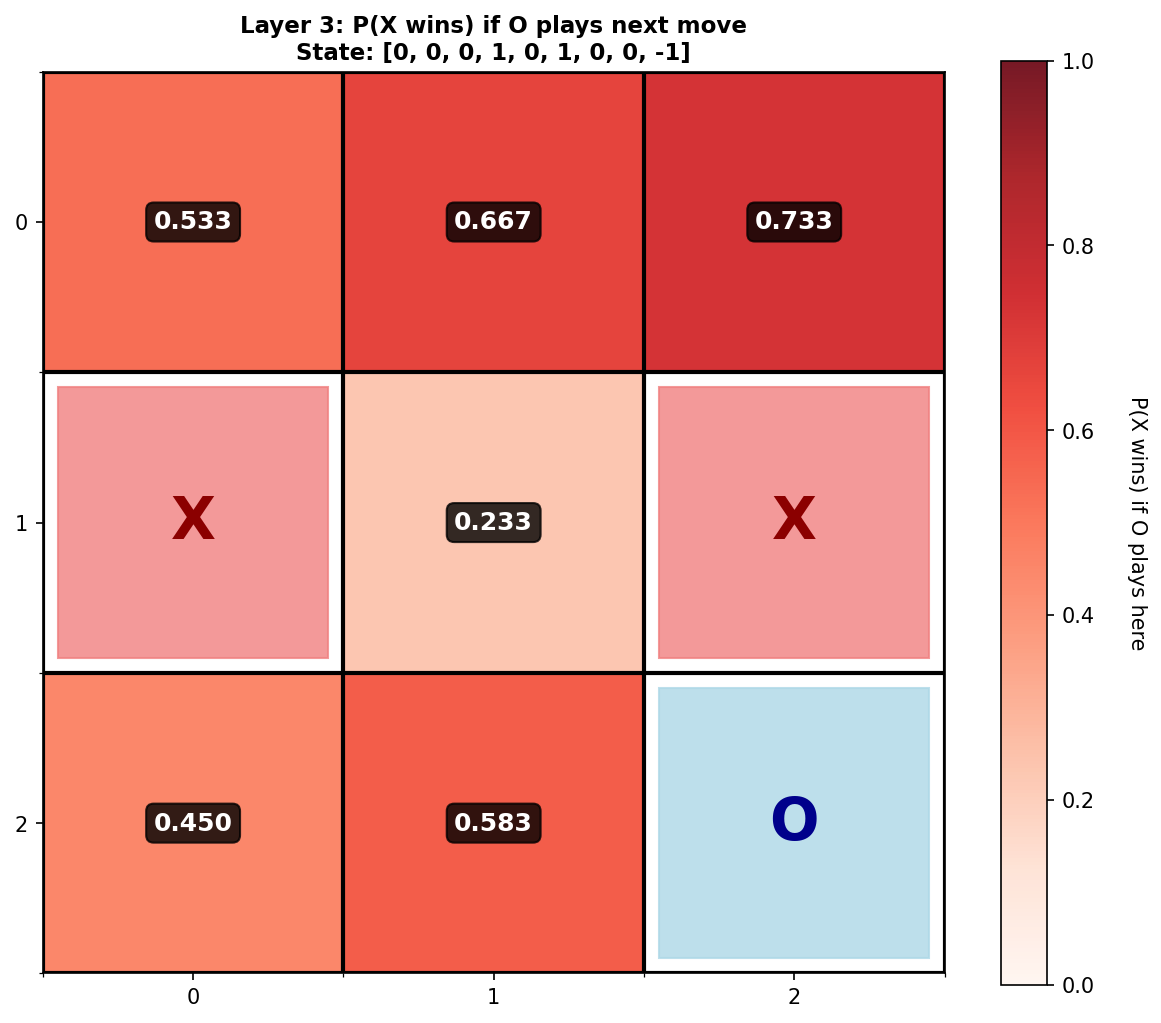 Layer 3: P(X wins) if O plays next move
State: [0, 0, 0, 1, 0, 1, 0, 0, -1]
0.533 0.667 0.733
X 0.233 X
0.450 0.583 O
0
1
2
0 1 2
1.0
0.8
0.6
0.4
0.2
0.0
P(X wins) if O plays here